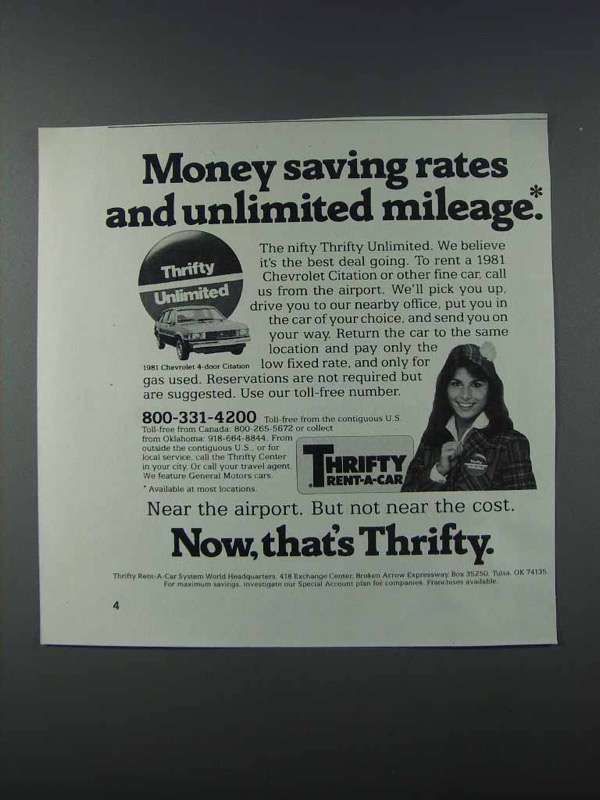 Money saving rates
and unlimited mileage.*
Thrifty
Unlimited
1981 Chevrolet 4-door Citation
The nifty Thrifty Unlimited. We believe
it's the best deal going. To rent a 1981
Chevrolet Citation or other fine car, call
us from the airport. We'll pick you up,
drive you to our nearby office, put you in
the car of your choice, and send you on
your way. Return the car to the same
location and pay only the
low fixed rate, and only for
gas used. Reservations are not required but
are suggested. Use our toll-free number.
800-331-4200 Toll-free from the contiguous U.S.
Toll-free from Canada: 800-265-5672 or collect
from Oklahoma: 918-664-8844. From
outside the contiguous U.S., or for
local service, call the Thrifty Center
in your city. Or call your travel agent.
We feature General Motors cars.
* Available at most locations.
THRIFTY
RENT-A-CAR
Near the airport. But not near the cost.
Now, that's Thrifty.
Thrifty Rent-A-Car System World Headquarters, 418 Exchange Center, Broken Arrow Expressway, Box 35250, Tulsa, OK 74135
For maximum savings, investigate our Special Account plan for companies. Franchises available.
4